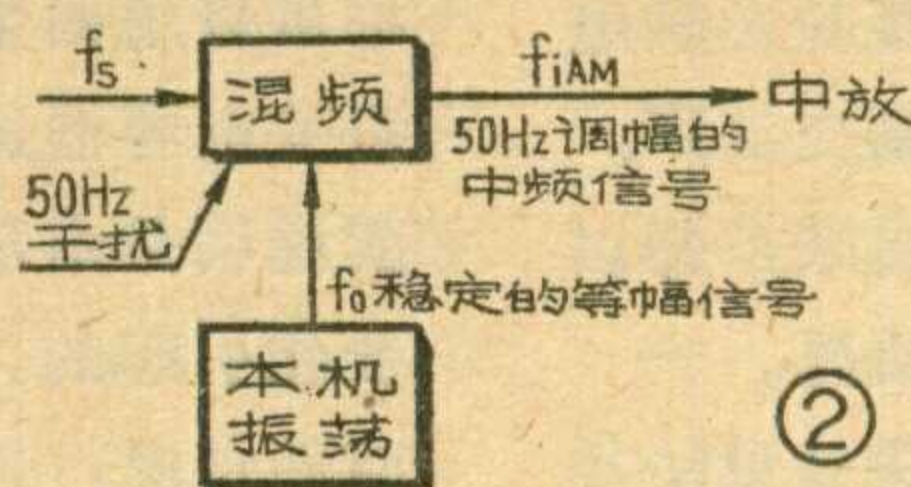 fs
混频
fiAM
中放
50Hz调幅的
中频信号
50Hz
干扰
fo稳定的等幅信号
本机
振荡
②